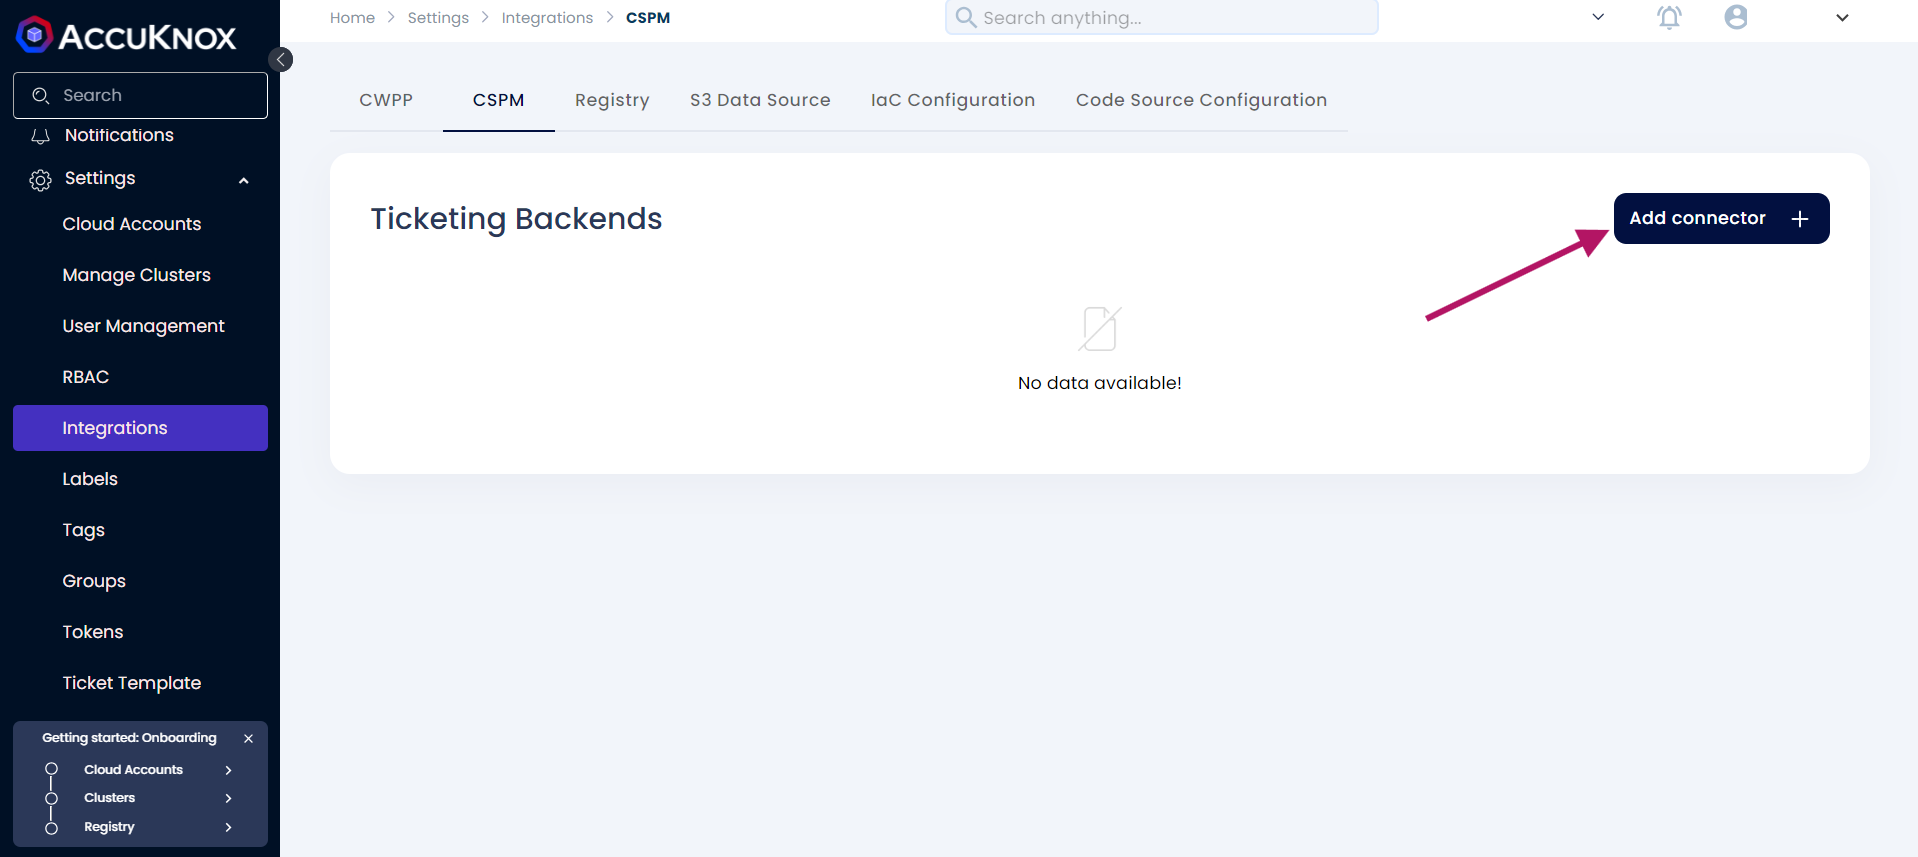 ACCUKNOX
Search
Notifications
Settings
Cloud Accounts
Manage Clusters
User Management
RBAC
Integrations
Labels
Tags
Groups
Tokens
Ticket Template
Getting started: Onboarding
Cloud Accounts
Clusters
Registry
Home Settings Integrations CSPM
Search anything...
CWPP CSPM Registry S3 Data Source IaC Configuration Code Source Configuration
Ticketing Backends
Add connector +
No data available!